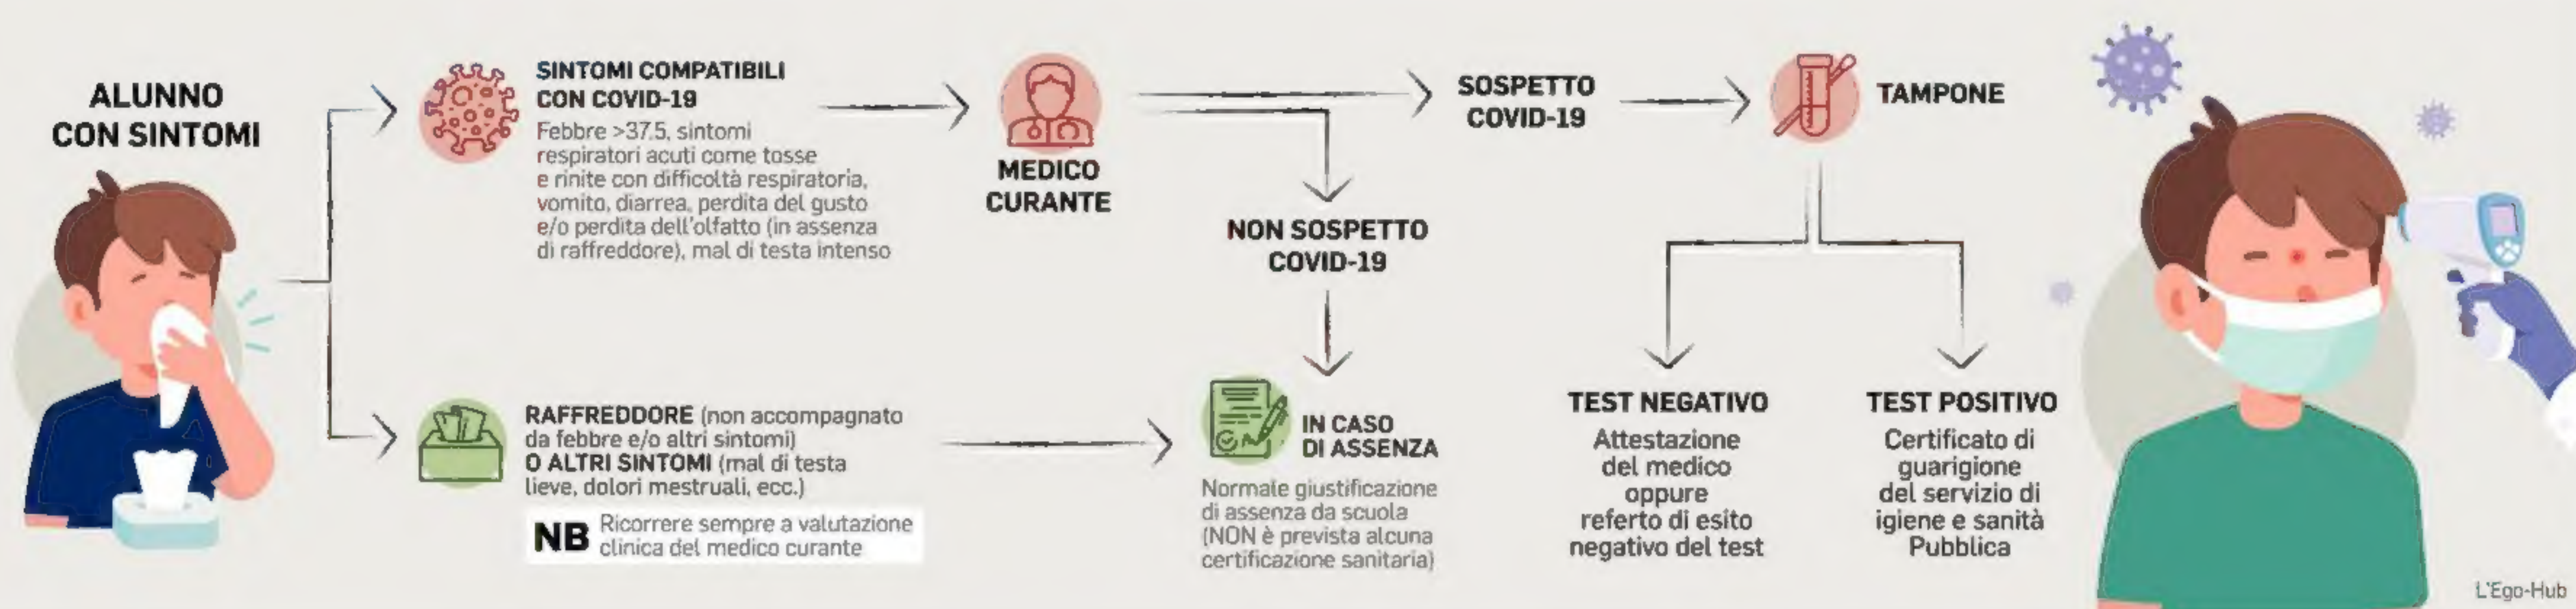 ALUNNO
CON SINTOMI
SINTOMI COMPATIBILI
CON COVID-19
Febbre >37.5, sintomi
respiratori acuti come tosse
e rinite con difficoltà respiratoria,
vomito, diarrea, perdita del gusto
e/o perdita dell'olfatto (in assenza
di raffreddore), mal di testa intenso
MEDICO
CURANTE
SOSPETTO
COVID-19
TAMPONE
NON SOSPETTO
COVID-19
RAFFREDDORE (non accompagnato
da febbre e/o altri sintomi)
O ALTRI SINTOMI (mal di testa
lieve, dolori mestruali, ecc.)
NB Ricorrere sempre a valutazione
clinica del medico curante
IN CASO
DI ASSENZA
Normale giustificazione
di assenza da scuola
(NON è prevista alcuna
certificazione sanitaria)
TEST NEGATIVO
Attestazione
del medico
oppure
referto di esito
negativo del test
TEST POSITIVO
Certificato di
guarigione
del servizio di
igiene e sanità
Pubblica
L'Ego-Hub